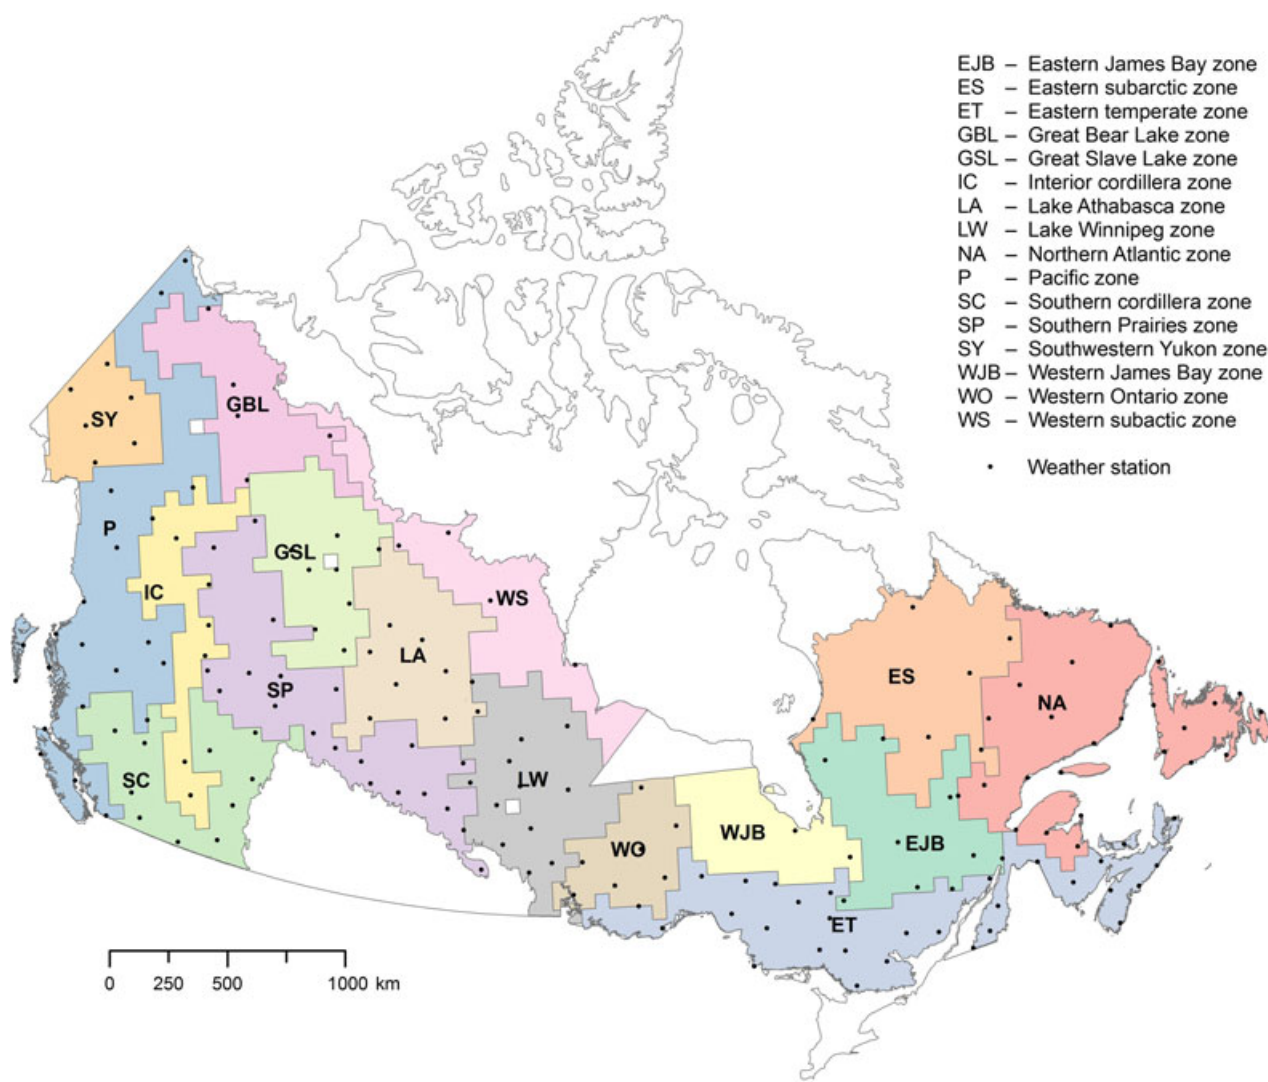 EJB – Eastern James Bay zone
ES – Eastern subarctic zone
ET – Eastern temperate zone
GBL – Great Bear Lake zone
GSL – Great Slave Lake zone
IC – Interior cordillera zone
LA – Lake Athabasca zone
LW – Lake Winnipeg zone
NA – Northern Atlantic zone
P – Pacific zone
SC – Southern cordillera zone
SP – Southern Prairies zone
SY – Southwestern Yukon zone
WJB – Western James Bay zone
WO – Western Ontario zone
WS – Western subactic zone
• Weather station
GBL
SY
P
GSL
IC
WS
LA
ES
SP
NA
SC
LW
WJB
EJB
WO
ET
0 250 500 1000 km